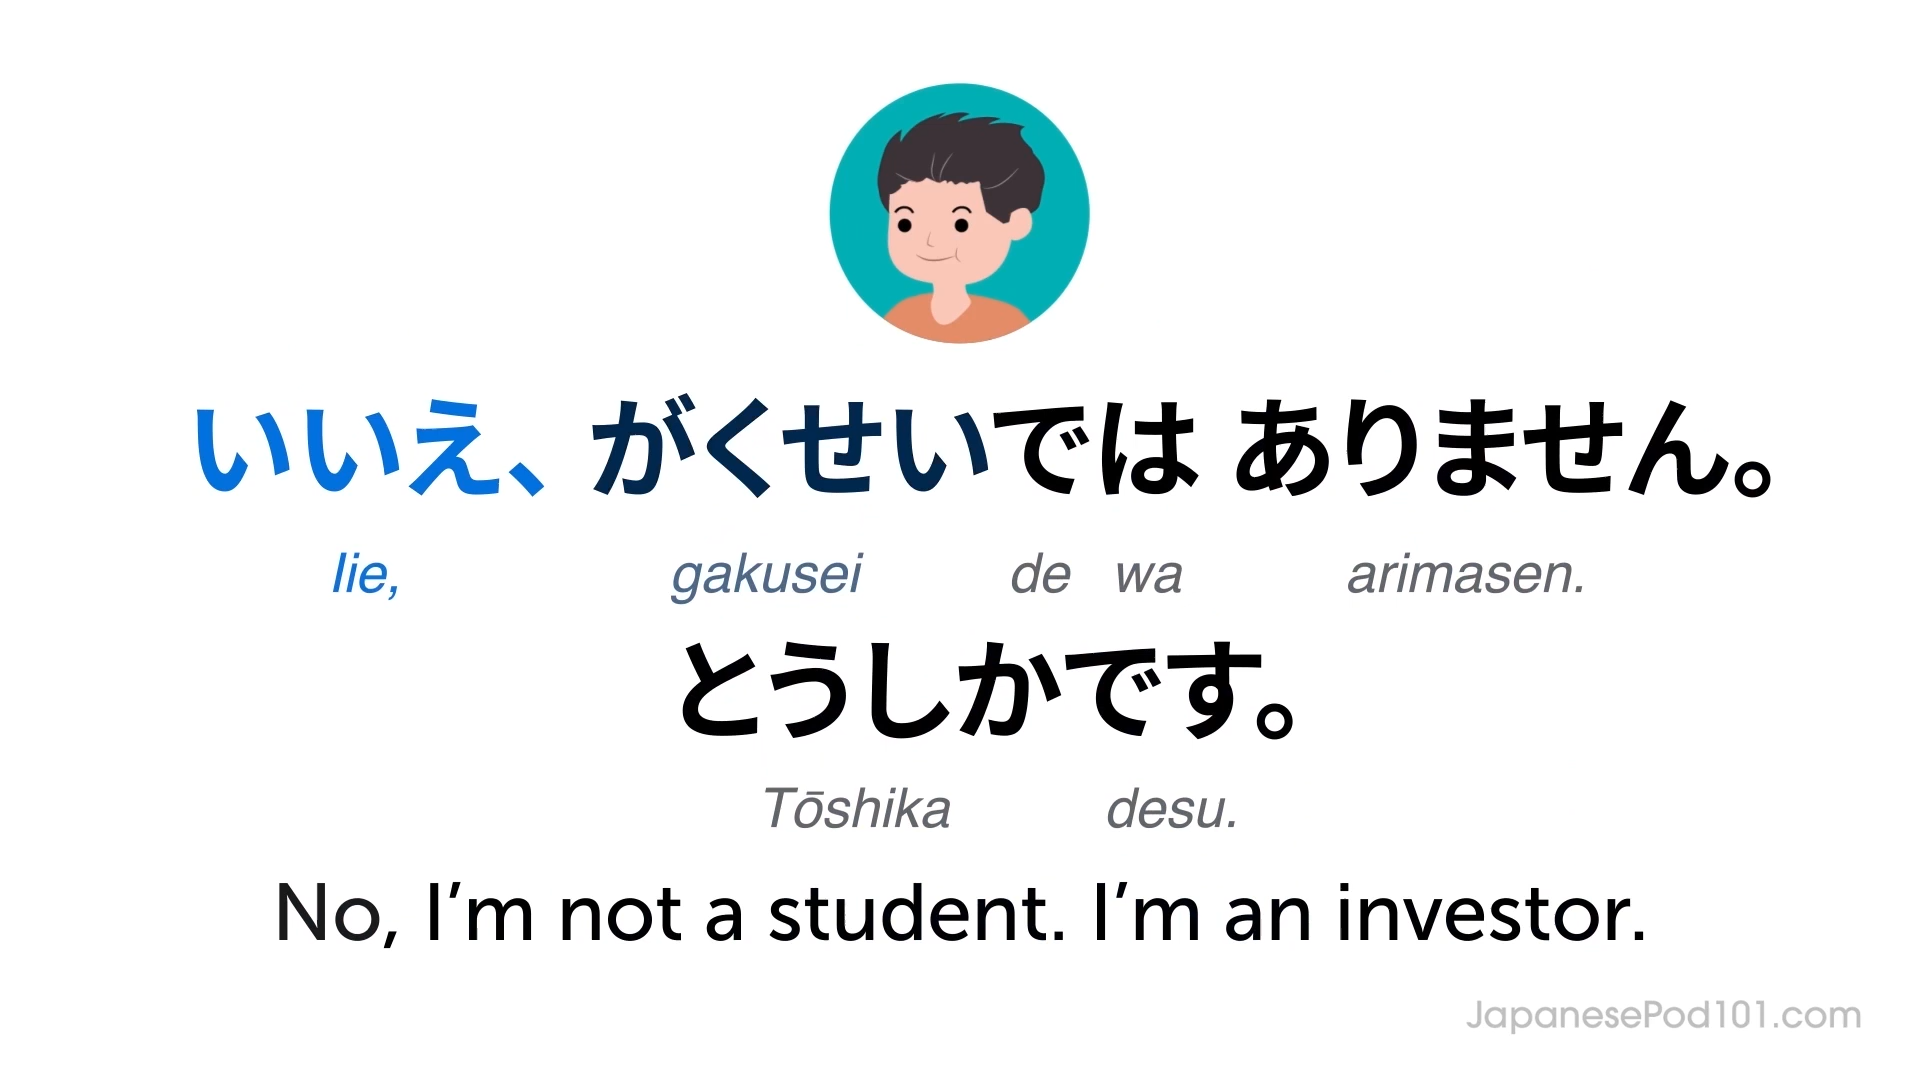 いいえ、がくせいでは ありません。
Iie, gakusei de wa arimasen.
とうしかです。
Tōshika desu.
No, I’m not a student. I’m an investor.
JapanesePod101.com